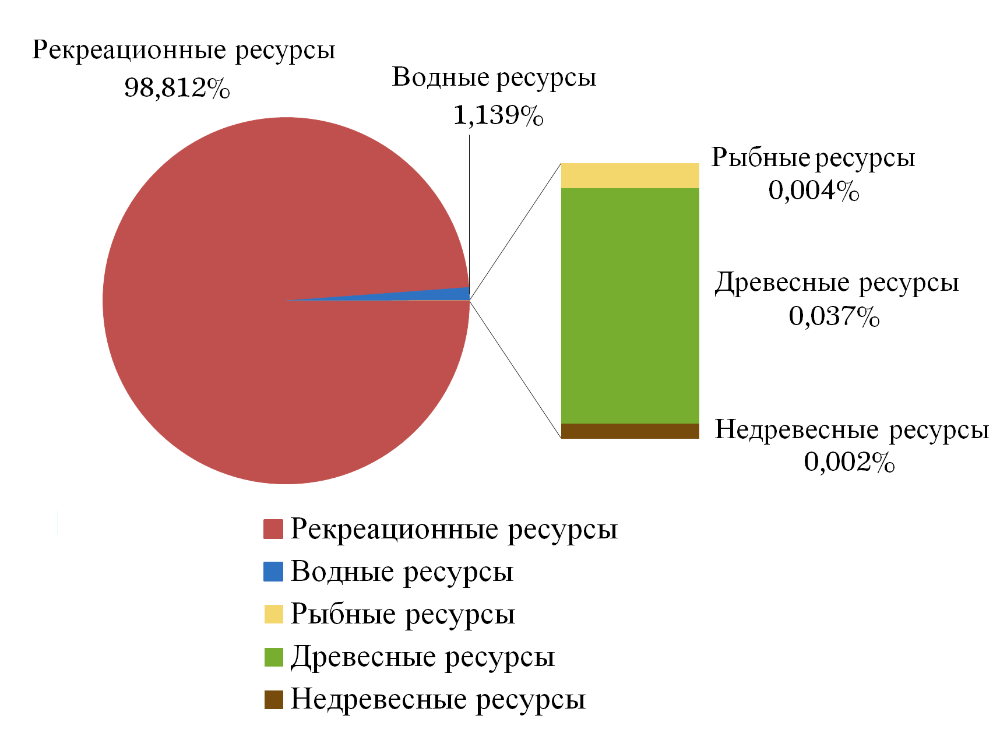 Рекреационные ресурсы
98,812%
Водные ресурсы
1,139%
Рыбные ресурсы
0,004%
Древесные ресурсы
0,037%
Недревесные ресурсы
0,002%
Рекреационные ресурсы
Водные ресурсы
Рыбные ресурсы
Древесные ресурсы
Недревесные ресурсы